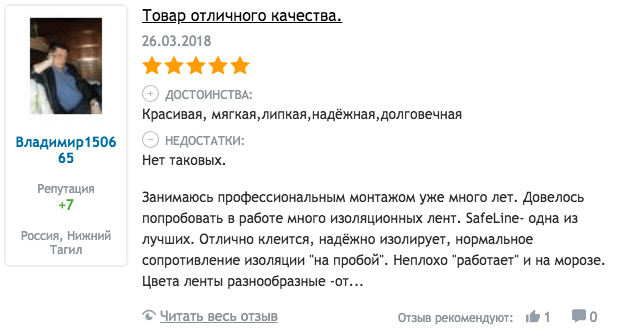 Товар отличного качества.
26.03.2018
ДОСТОИНСТВА:
Красивая, мягкая,липкая,надёжная,долговечная
НЕДОСТАТКИ:
Нет таковых.
Владимир1506
65
Репутация
+7
Россия, Нижний
Тагил
Занимаюсь профессиональным монтажом уже много лет. Довелось
попробовать в работе много изоляционных лент. SafeLine- одна из
лучших. Отлично клеится, надёжно изолирует, нормальное
сопротивление изоляции "на пробой". Неплохо "работает" и на морозе.
Цвета ленты разнообразные -от...
Читать весь отзыв
Отзыв рекомендуют: 1 0